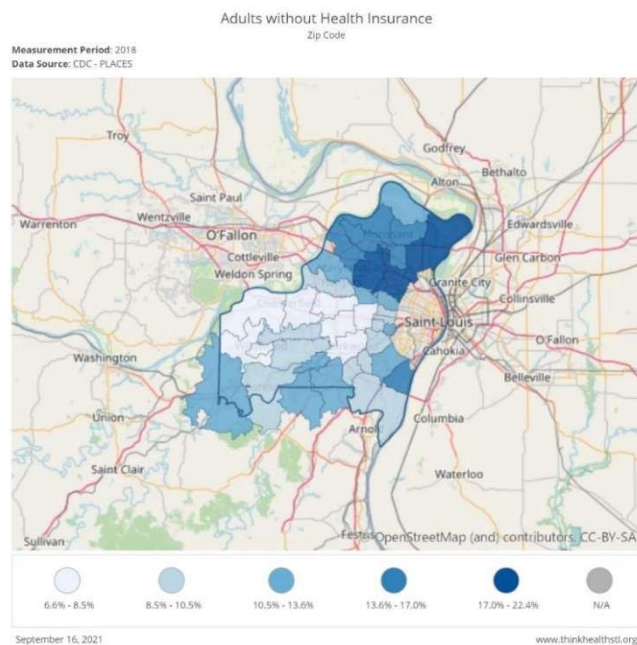 Adults without Health Insurance
Zip Code
Measurement Period: 2018
Data Source: CDC - PLACES
Troy
Godfrey
Bethalto
Alton
Saint Paul
Wentzville
Warrenton
Edwardsville
O'Fallon
Cottleville
Glen Carbon
Weldon Spring
Granite City
Collinsville
Chesterfield
Saint Louis
O'Fallon
Washington
Cahokia
Belleville
Union
Columbia
Arnold
Saint Clair
Waterloo
Festus
OpenStreetMap (and) contributors, CC-BY-SA
Sullivan
6.6% - 8.5%
8.5% - 10.5%
10.5% - 13.6%
13.6% - 17.0%
17.0% - 22.4%
N/A
September 16, 2021
www.thinkhealthstl.org